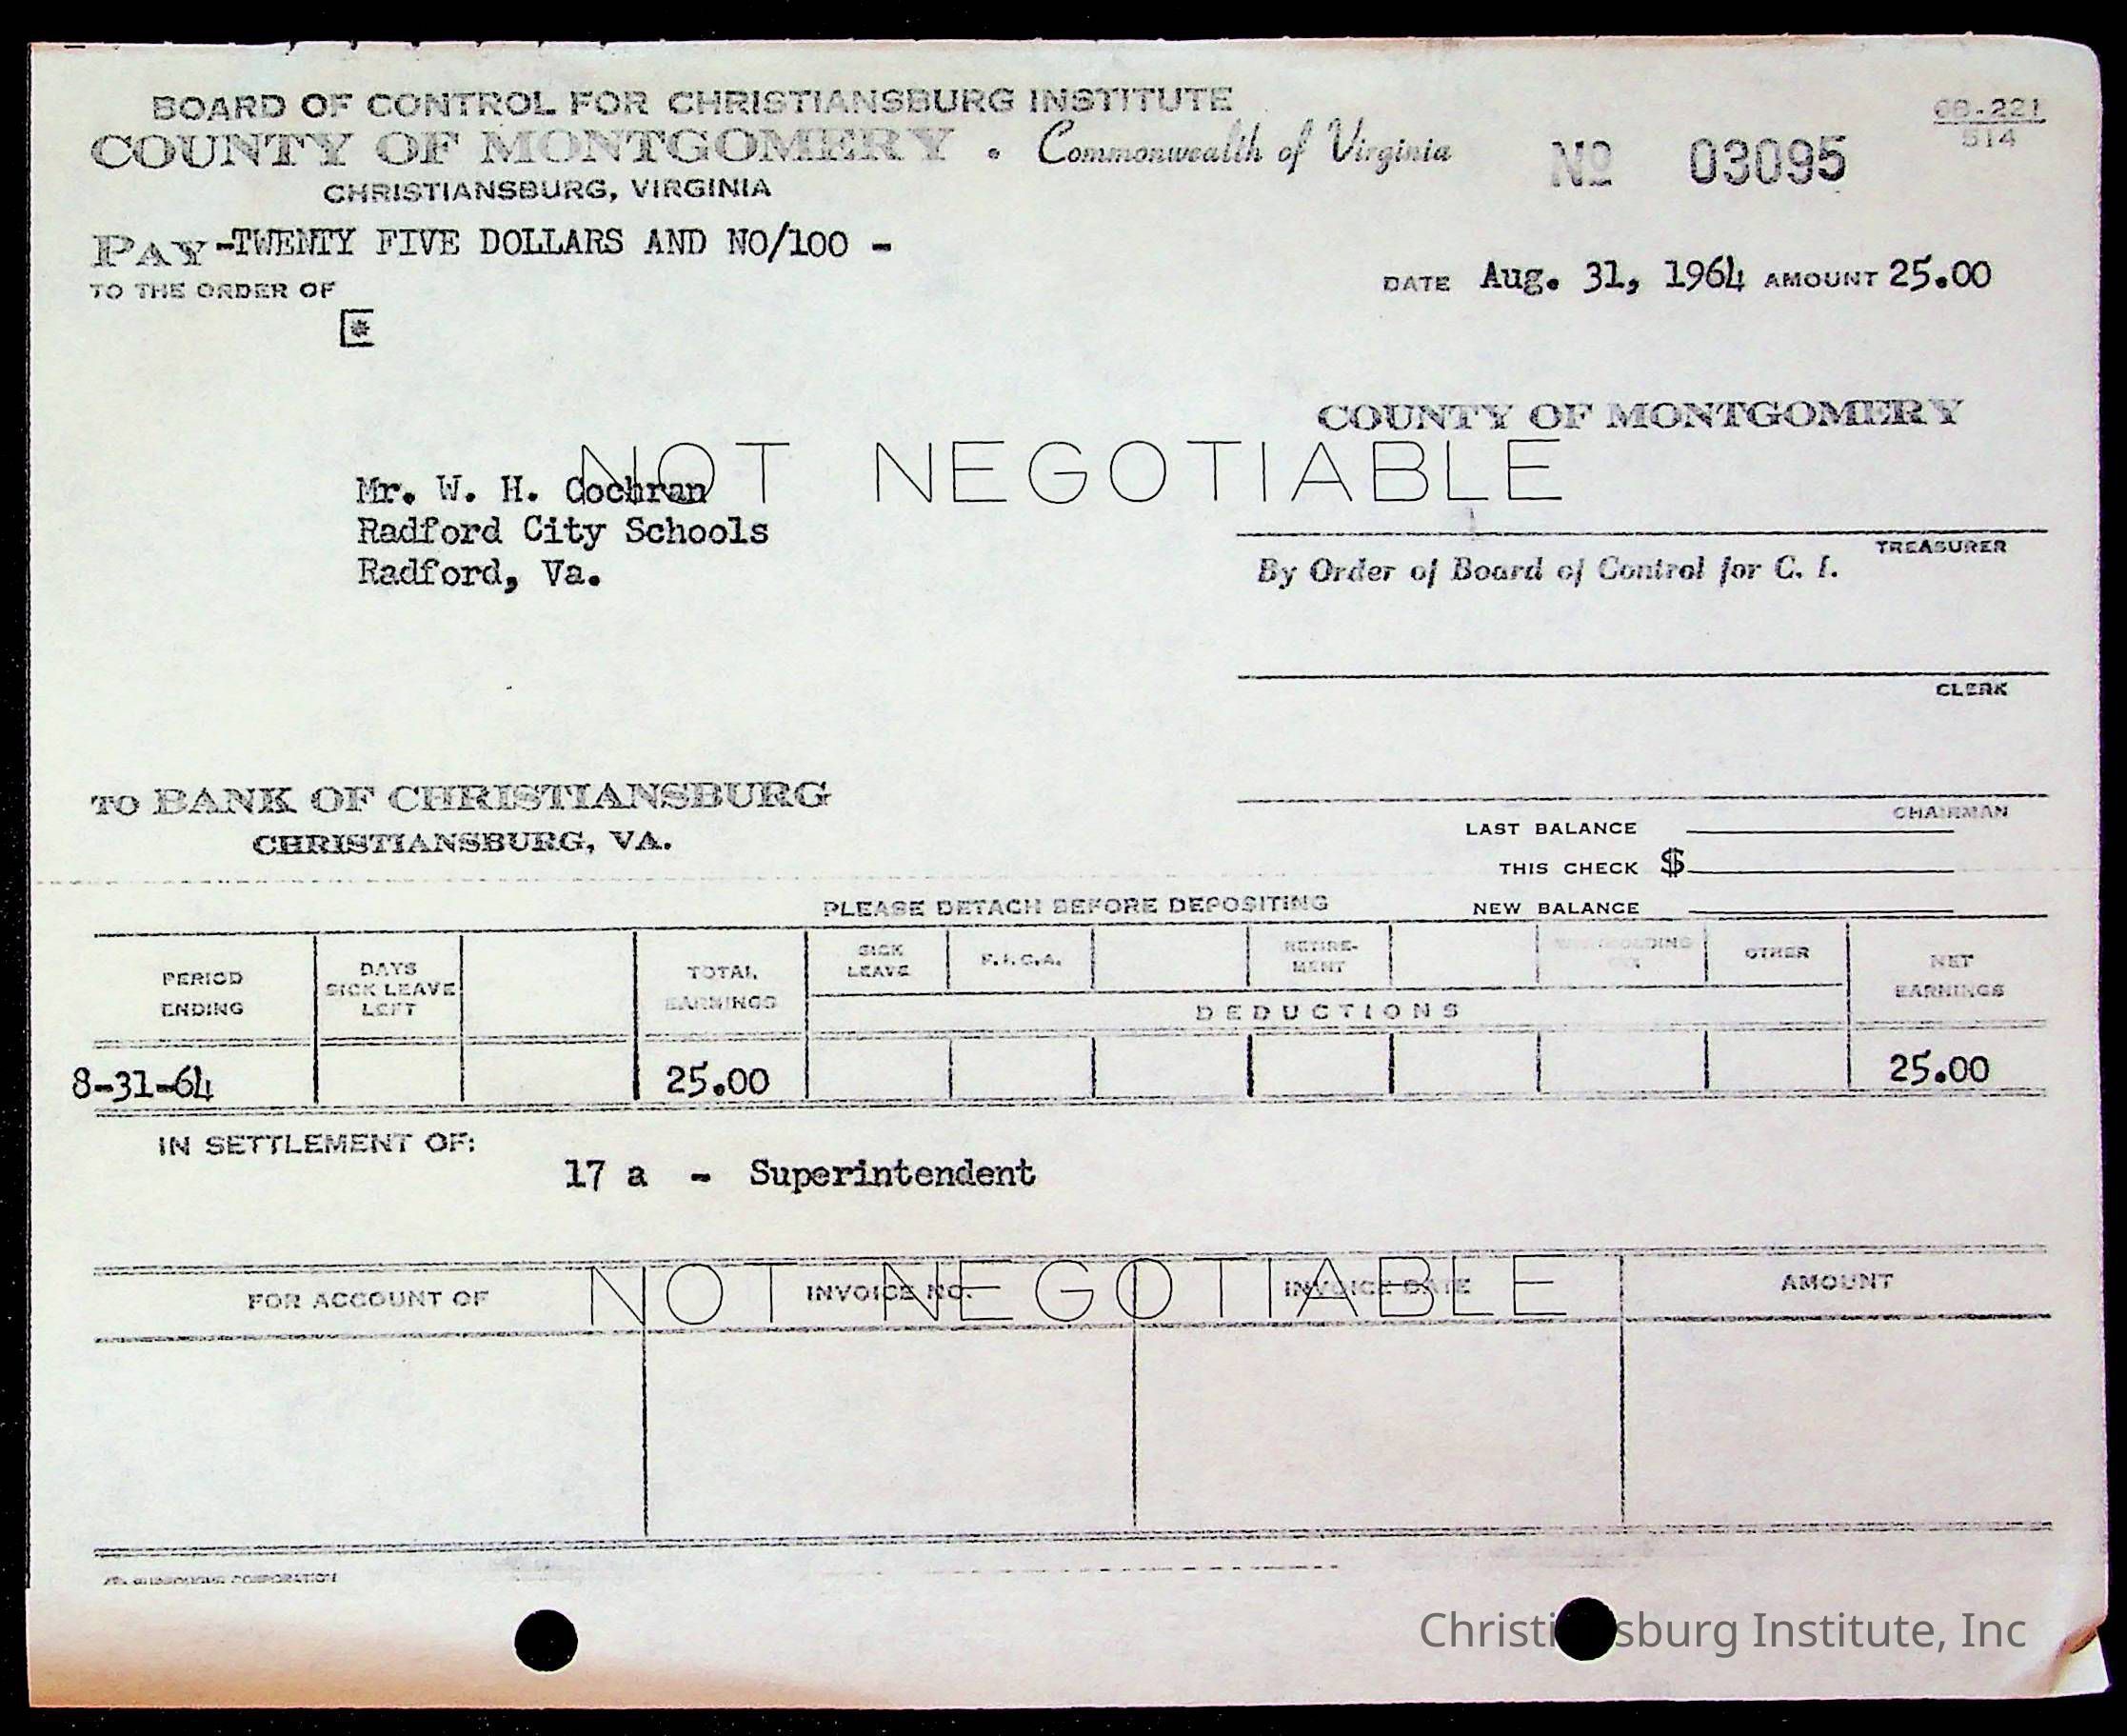 BOARD OF CONTROL FOR CHRISTIANSBURG INSTITUTE
COUNTY OF MONTGOMERY • Commonwealth of Virginia
CHRISTIANSBURG, VIRGINIA
68-221
514
No 03095
PAY -TWENTY FIVE DOLLARS AND NO/100 -
TO THE ORDER OF
DATE Aug. 31, 1964 AMOUNT 25.00
COUNTY OF MONTGOMERY
NOT NEGOTIABLE
Mr. W. H. Cochran
Radford City Schools
Radford, Va.
TREASURER
By Order of Board of Control for C. I.
CLERK
TO BANK OF CHRISTIANSBURG
CHRISTIANSBURG, VA.
CHAIRMAN
LAST BALANCE
THIS CHECK $
NEW BALANCE
PLEASE DETACH BEFORE DEPOSITING
PERIOD ENDING
DAYS SICK LEAVE LEFT
TOTAL EARNINGS
SICK LEAVE
F.I.C.A.
RETIRE-MENT
OTHER
NET EARNINGS
DEDUCTIONS
8-31-64 25.00 25.00
IN SETTLEMENT OF:
17 a - Superintendent
NOT NEGOTIABLE
FOR ACCOUNT OF INVOICE NO. INVOICE DATE AMOUNT
BURROUGHS CORPORATION
Christiansburg Institute, Inc